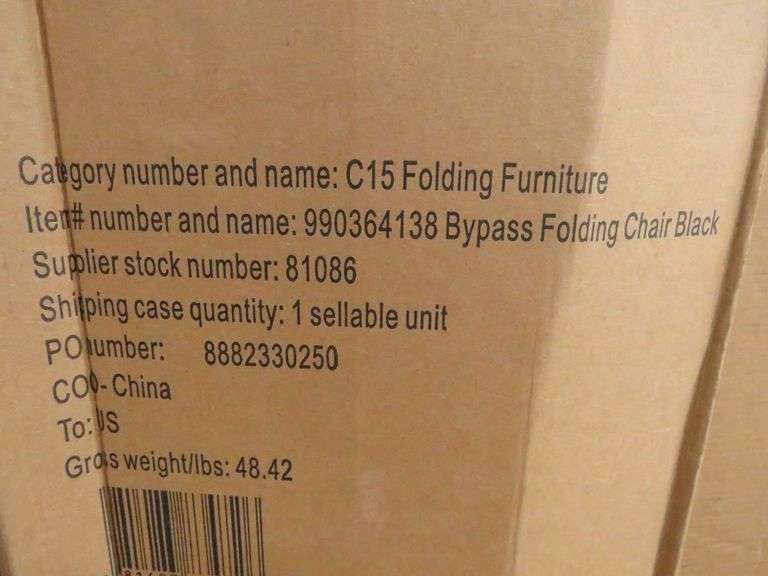 Category number and name: C15 Folding Furniture
Item# number and name: 990364138 Bypass Folding Chair Black
Supplier stock number: 81086
Shipping case quantity: 1 sellable unit
PO number: 8882330250
COO- China
To: US
Gross weight/lbs: 48.42